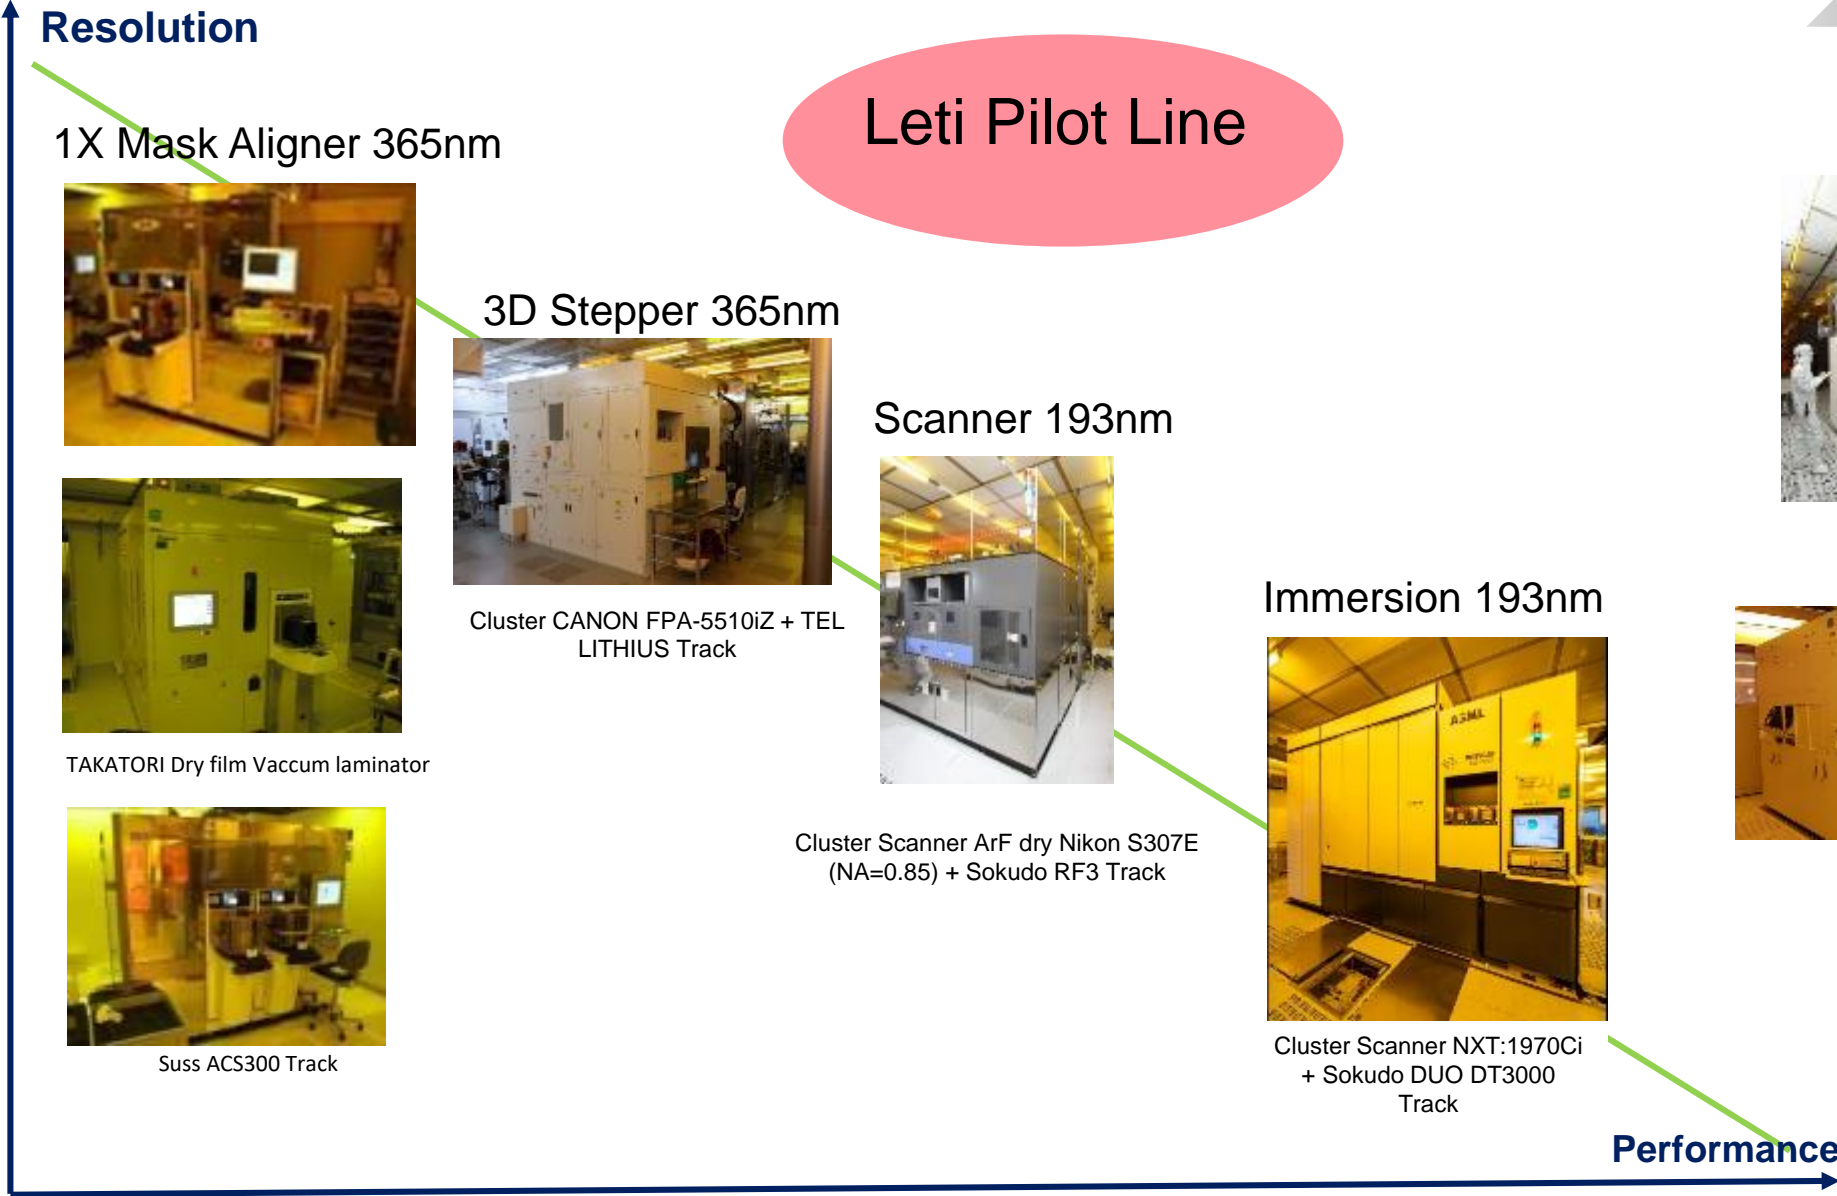 Resolution
Leti Pilot Line
1X Mask Aligner 365nm
3D Stepper 365nm
Scanner 193nm
Cluster CANON FPA-5510iZ + TEL
LITHIUS Track
Immersion 193nm
ASML
TAKATORI Dry film Vaccum laminator
Cluster Scanner ArF dry Nikon S307E
(NA=0.85) + Sokudo RF3 Track
Suss ACS300 Track
Cluster Scanner NXT:1970Ci
+ Sokudo DUO DT3000
Track
Performance